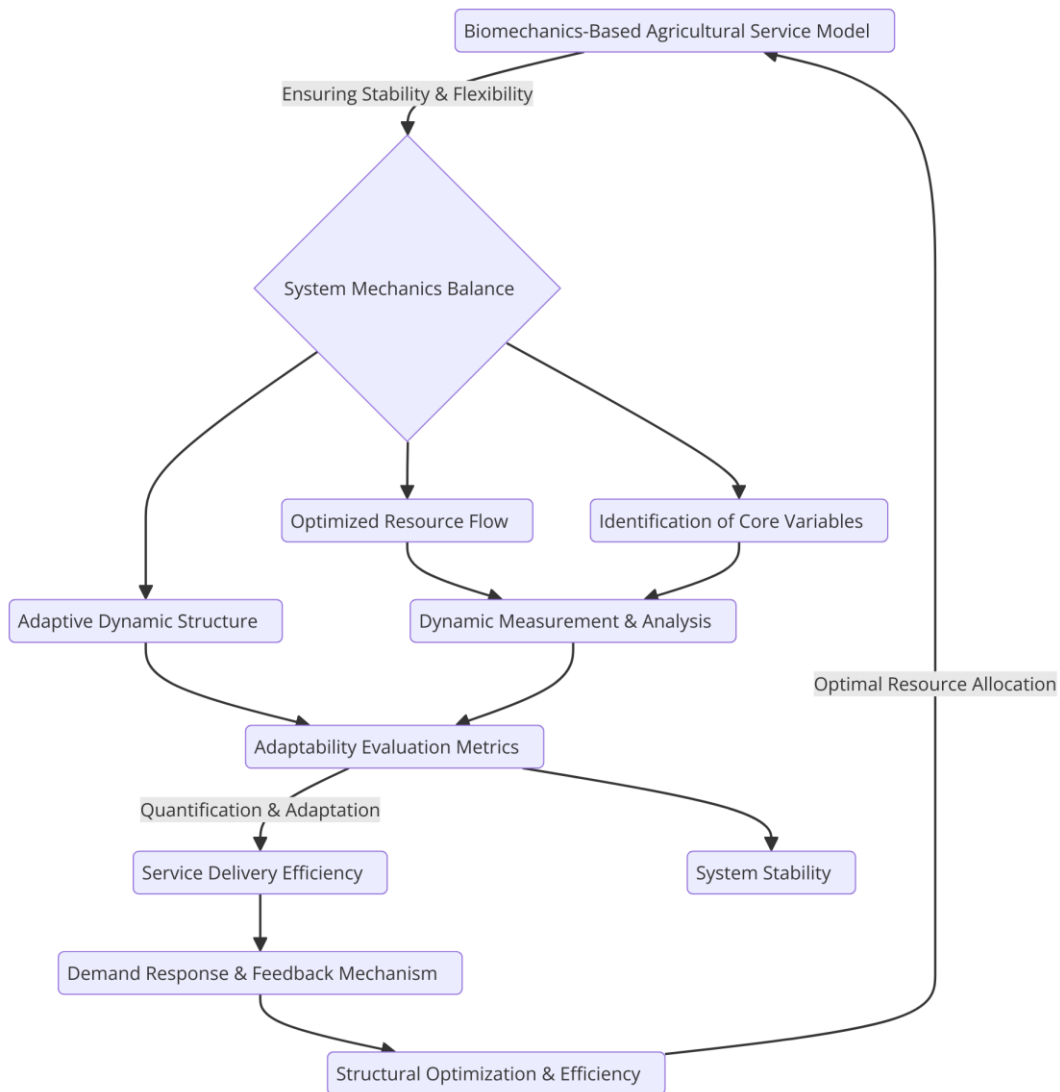 Biomechanics-Based Agricultural Service Model
Ensuring Stability & Flexibility
System Mechanics Balance
Optimized Resource Flow
Identification of Core Variables
Adaptive Dynamic Structure
Dynamic Measurement & Analysis
Optimal Resource Allocation
Adaptability Evaluation Metrics
Quantification & Adaptation
Service Delivery Efficiency
System Stability
Demand Response & Feedback Mechanism
Structural Optimization & Efficiency